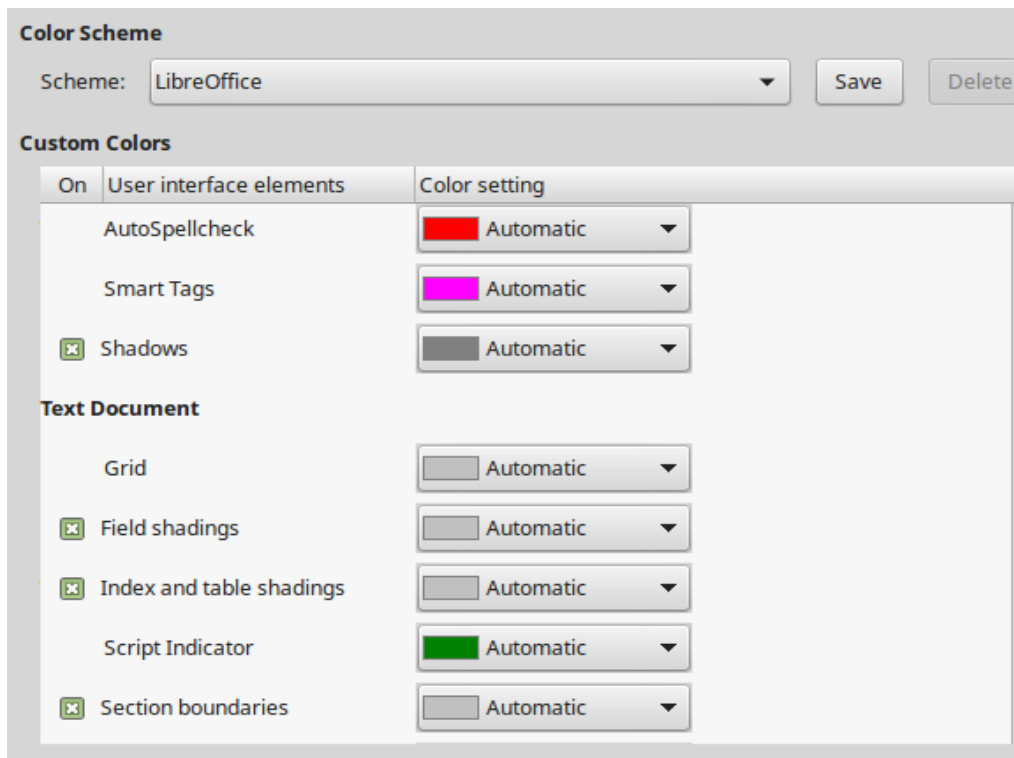 Color Scheme
Scheme: LibreOffice Save Delete
Custom Colors
On User interface elements Color setting
AutoSpellcheck Automatic
Smart Tags Automatic
Shadows Automatic
Text Document
Grid Automatic
Field shadings Automatic
Index and table shadings Automatic
Script Indicator Automatic
Section boundaries Automatic